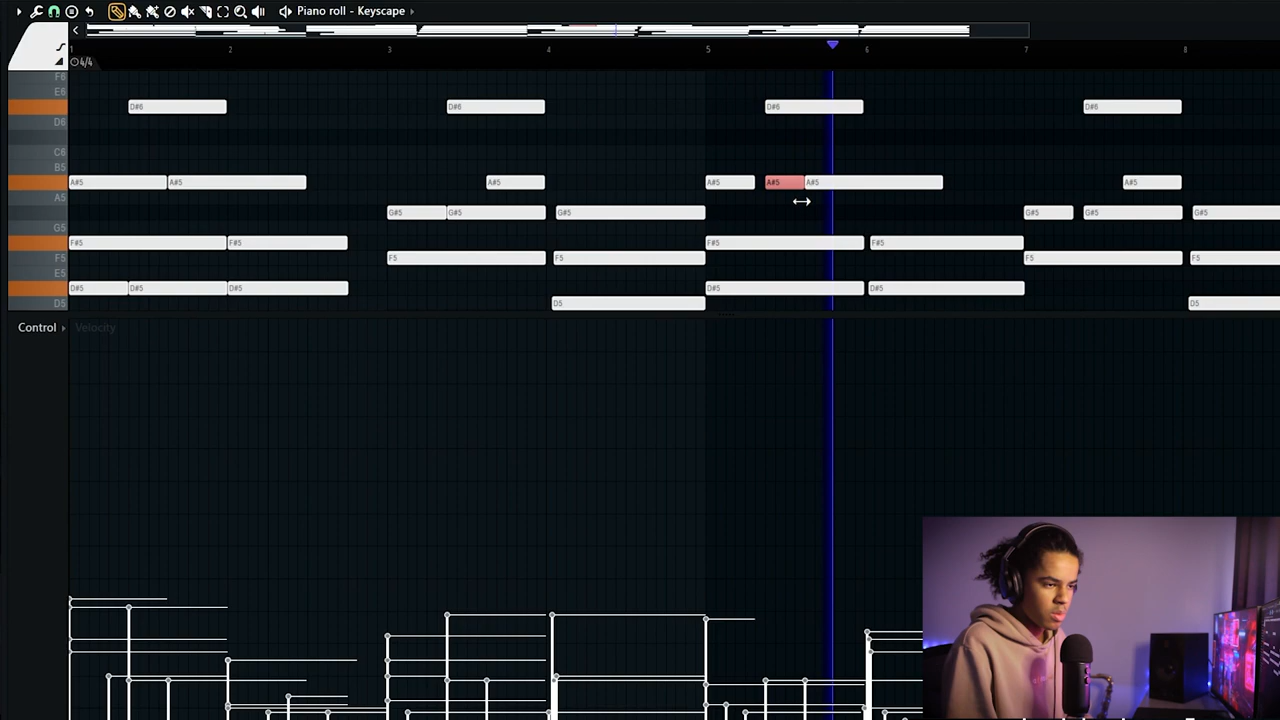 Piano roll - Keyscape
1 2 3 4 5 6 7 8
4/4
F6
E6
D#6 D#6 D#6 D#6
D6
C6
B5
A#5 A#5 A#5 A#5 A#5 A#5 A#5
A5
G#5 G#5 G#5 G#5 G#5 G#5
G5
F#5 F#5 F#5 F#5
F5 F5 F5 F5 F5
E5
D#5 D#5 D#5 D#5 D#5
D5 D5 D5
Control Velocity